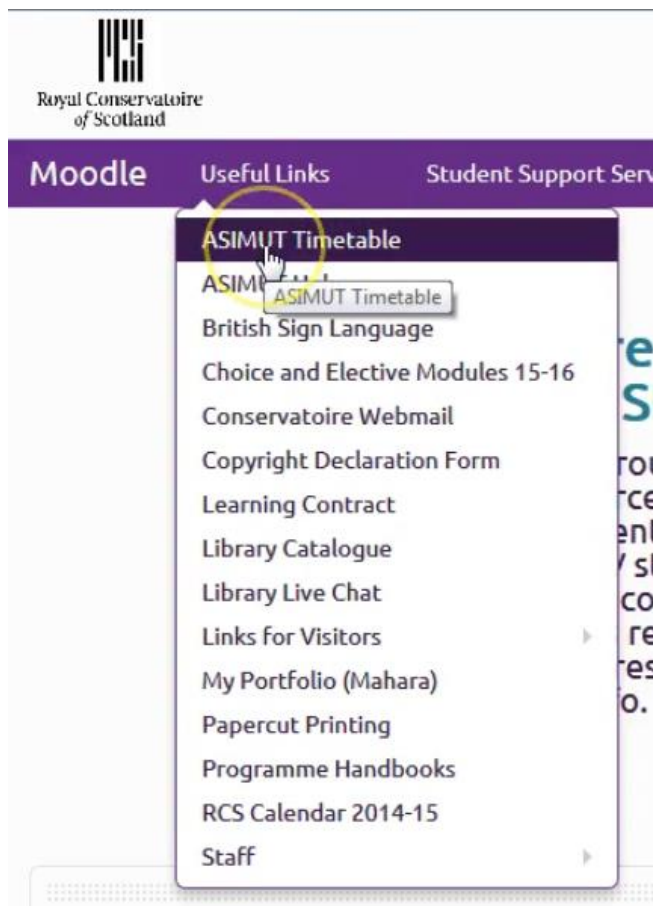 Royal Conservatoire
of Scotland
Moodle Useful Links Student Support Serv
ASIMUT Timetable
ASIMUT
ASIMUT Timetable
British Sign Language
Choice and Elective Modules 15-16
Conservatoire Webmail
Copyright Declaration Form
Learning Contract
Library Catalogue
Library Live Chat
Links for Visitors
My Portfolio (Mahara)
Papercut Printing
Programme Handbooks
RCS Calendar 2014-15
Staff